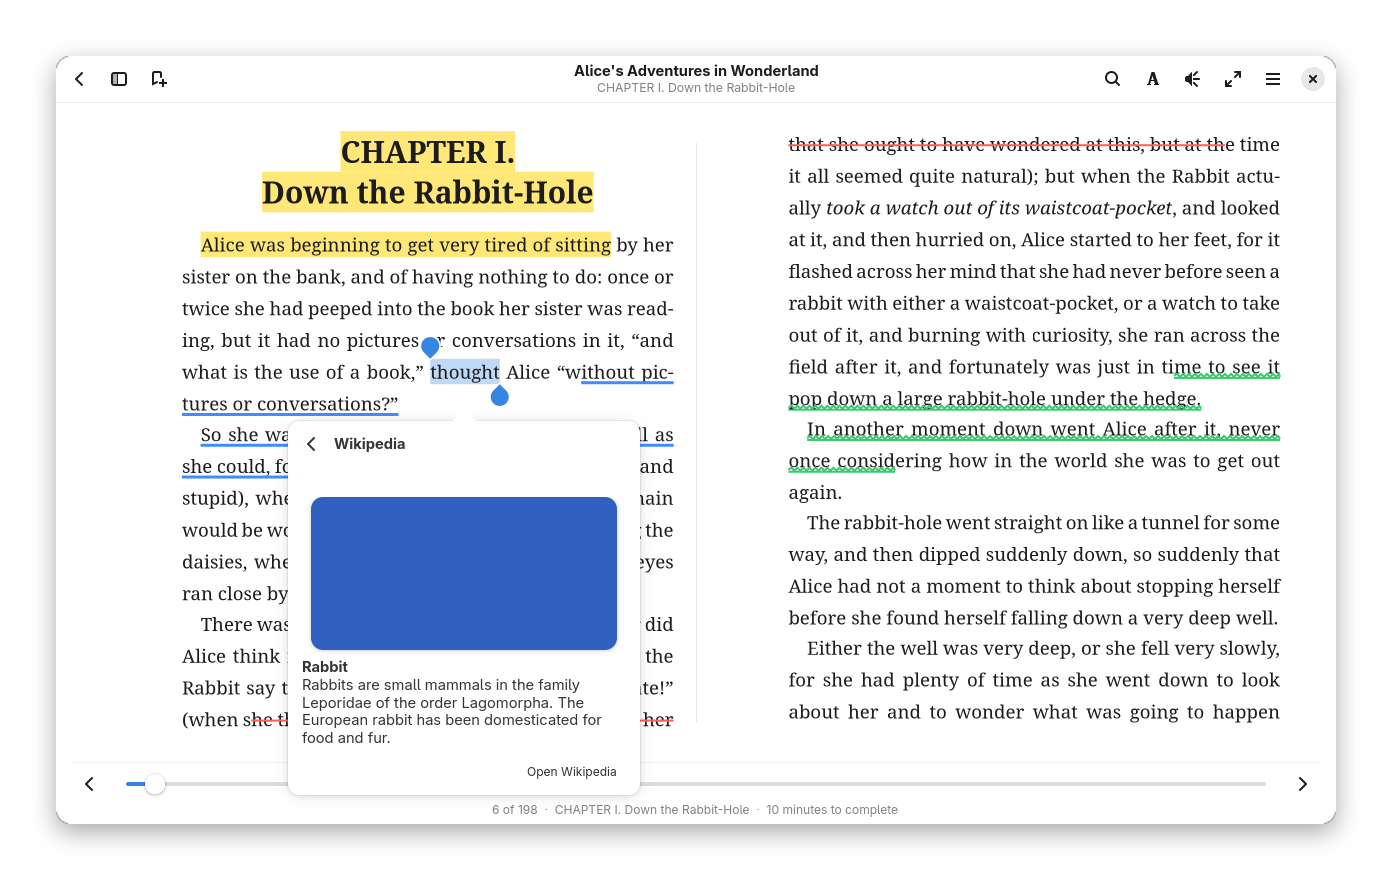 Alice's Adventures in Wonderland
CHAPTER I. Down the Rabbit-Hole
A
CHAPTER I.
Down the Rabbit-Hole
Alice was beginning to get very tired of sitting by her
sister on the bank, and of having nothing to do: once or
twice she had peeped into the book her sister was read-
ing, but it had no pictures or conversations in it, “and
what is the use of a book,” thought Alice “without pic-
tures or conversations?”
So she as
she could, and
stupid),
would be the
daisies, eyes
ran close by
There was did
Alice think the
Rabbit say
(when she her
Wikipedia
Rabbit
Rabbits are small mammals in the family
Leporidae of the order Lagomorpha. The
European rabbit has been domesticated for
food and fur.
Open Wikipedia
that she ought to have wondered at this, but at the time
it all seemed quite natural); but when the Rabbit actu-
ally took a watch out of its waistcoat-pocket, and looked
at it, and then hurried on, Alice started to her feet, for it
flashed across her mind that she had never before seen a
rabbit with either a waistcoat-pocket, or a watch to take
out of it, and burning with curiosity, she ran across the
field after it, and fortunately was just in time to see it
pop down a large rabbit-hole under the hedge.
In another moment down went Alice after it, never
once considering how in the world she was to get out
again.
The rabbit-hole went straight on like a tunnel for some
way, and then dipped suddenly down, so suddenly that
Alice had not a moment to think about stopping herself
before she found herself falling down a very deep well.
Either the well was very deep, or she fell very slowly,
for she had plenty of time as she went down to look
about her and to wonder what was going to happen
6 of 198 · CHAPTER I. Down the Rabbit-Hole · 10 minutes to complete